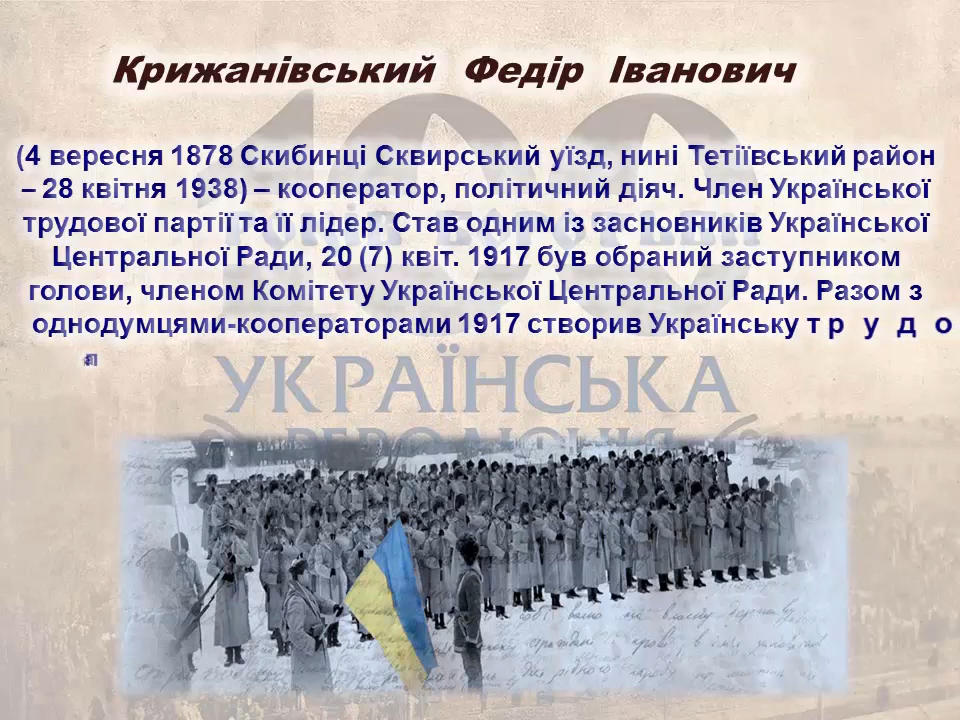 Крижанівський Федір Іванович
(4 вересня 1878 Скибинці Сквирський уїзд, нині Тетіївський район
– 28 квітня 1938) – кооператор, політичний діяч. Член Української
трудової партії та її лідер. Став одним із засновників Української
Центральної Ради, 20 (7) квіт. 1917 був обраний заступником
голови, членом Комітету Української Центральної Ради. Разом з
однодумцями-кооператорами 1917 створив Українську т р у д о
100
УКРАЇНСЬКА
РЕВОЛЮЦІЯ